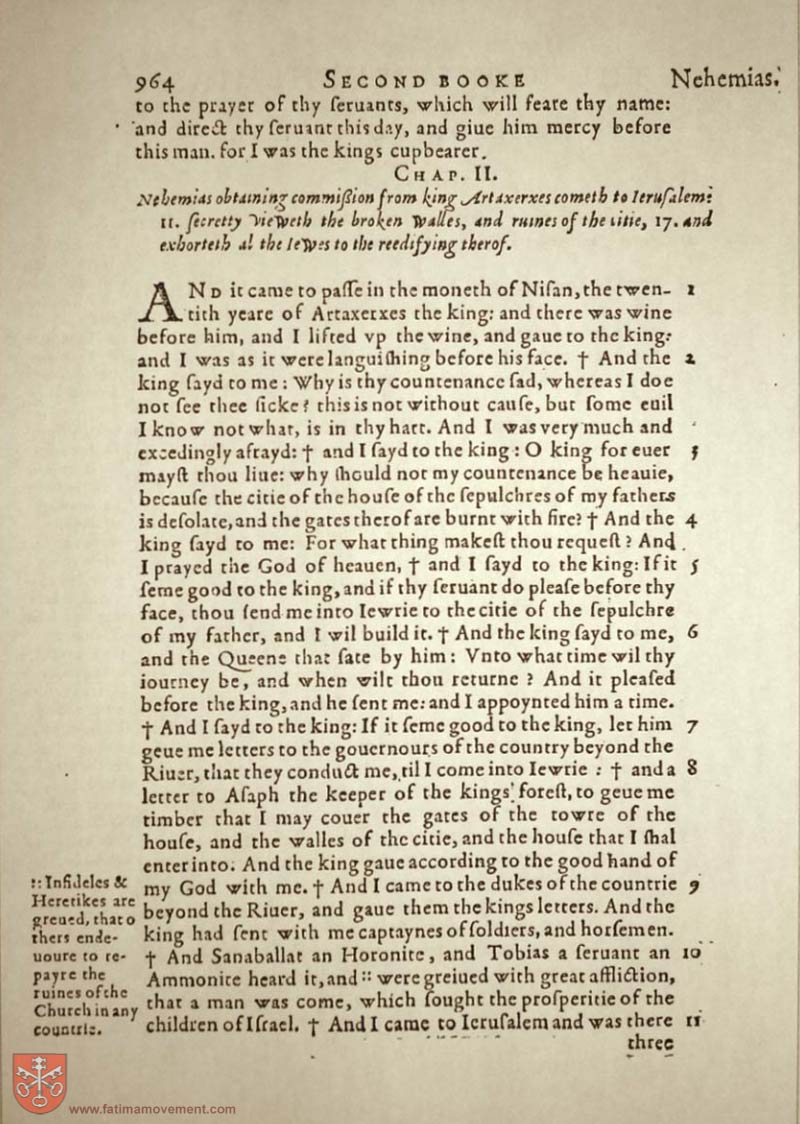 964 SECOND BOOKE Nehemias.
to the prayer of thy ſeruants, which will feare thy name:
and direct thy ſeruant this day, and giue him mercy before
this man. for I was the kings cupbearer.
CHAP. II.
Nehemias obtaining commiſſion from king Artaxerxes cometh to Ieruſalem:
11. ſecretly vieweth the broken walles, and ruines of the citie, 17. and
exhorteth al the Iewes to the reedifying therof.
AND it came to paſſe in the moneth of Niſan, the twen- 1
tith yeare of Artaxerxes the king: and there was wine
before him, and I lifted vp the wine, and gaue to the king:
and I was as it were languiſhing before his face. † And the 2
king ſayd to me: Why is thy countenance ſad, whereas I doe
not ſee thee ſicke? this is not without cauſe, but ſome euil
I know not what, is in thy hart. And I was very much and
excedingly afrayd: † and I ſayd to the king: O king for euer 3
mayſt thou liue: why ſhould not my countenance be heauie,
becauſe the citie of the houſe of the ſepulchres of my fathers
is deſolate, and the gates therof are burnt with fire? † And the 4
king ſayd to me: For what thing makeſt thou requeſt? And
I prayed the God of heauen, † and I ſayd to the king: If it 5
ſeme good to the king, and if thy ſeruant do pleaſe before thy
face, thou ſend me into Iewrie to the citie of the ſepulchre
of my father, and I wil build it. † And the king ſayd to me, 6
and the Queene that ſate by him: Vnto what time wil thy
iourney be, and when wilt thou returne? And it pleaſed
before the king, and he ſent me: and I appoynted him a time.
† And I ſayd to the king: If it ſeme good to the king, let him 7
geue me letters to the gouernours of the country beyond the
Riuer, that they conduct me, til I come into Iewrie: † and a 8
letter to Aſaph the keeper of the kings foreſt, to geue me
timber that I may couer the gates of the towre of the
houſe, and the walles of the citie, and the houſe that I ſhal
enter into. And the king gaue according to the good hand of
my God with me. † And I came to the dukes of the countrie 9
beyond the Riuer, and gaue them the kings letters. And the
king had ſent with me captaynes of ſoldiers, and horſemen.
† And Sanaballat an Horonite, and Tobias a ſeruant an 10
Ammonite heard it, and :: were greiued with great affliction,
that a man was come, which ſought the proſperitie of the
children of Iſrael. † And I came to Ieruſalem and was there 11
three
:: Infideles &
Heretikes are
greued, that o
thers ende-
uoure to re-
payre the
ruines of the
Church in any
countrie.
www.fatimamovement.com